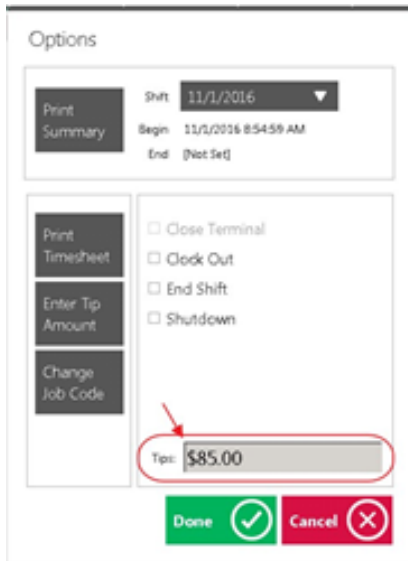 Options
Print
Summary
Shift 11/1/2016
Begin 11/1/2016 8:54:59 AM
End [Not Set]
Print
Timesheet
Enter Tip
Amount
Change
Job Code
Close Terminal
Clock Out
End Shift
Shutdown
Tips: $85.00
Done
Cancel